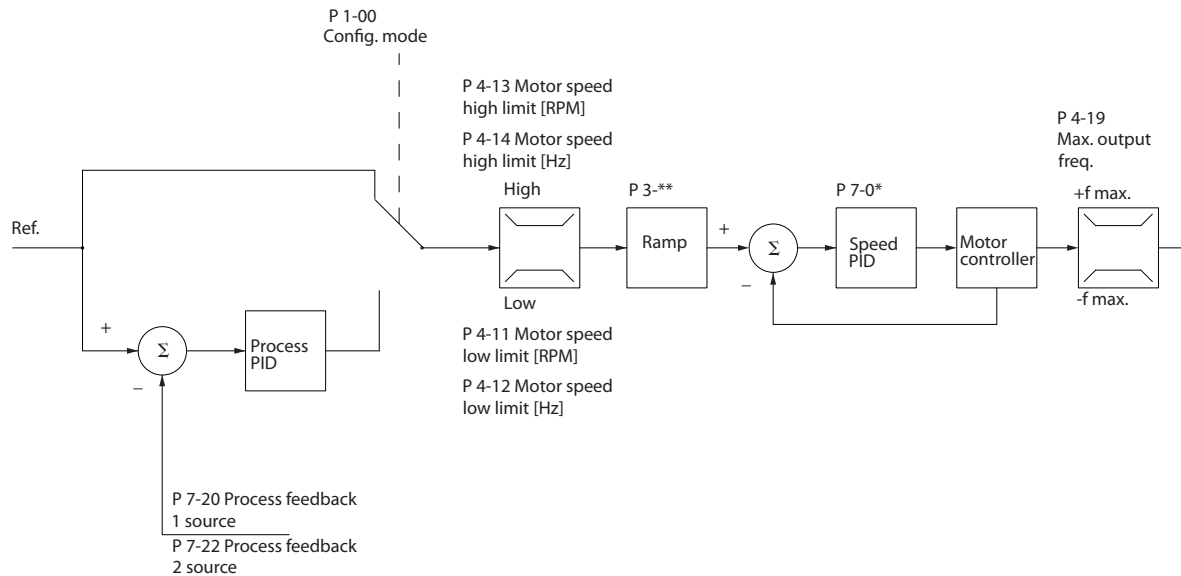 P 1-00
Config. mode
P 4-13 Motor speed
high limit [RPM]
P 4-14 Motor speed
high limit [Hz]
P 4-19
Max. output
freq.
High
P 3-**
P 7-0*
+f max.
Ref.
Ramp
+
Σ
–
Speed
PID
Motor
controller
Low
-f max.
+
Σ
–
Process
PID
P 4-11 Motor speed
low limit [RPM]
P 4-12 Motor speed
low limit [Hz]
P 7-20 Process feedback
1 source
P 7-22 Process feedback
2 source